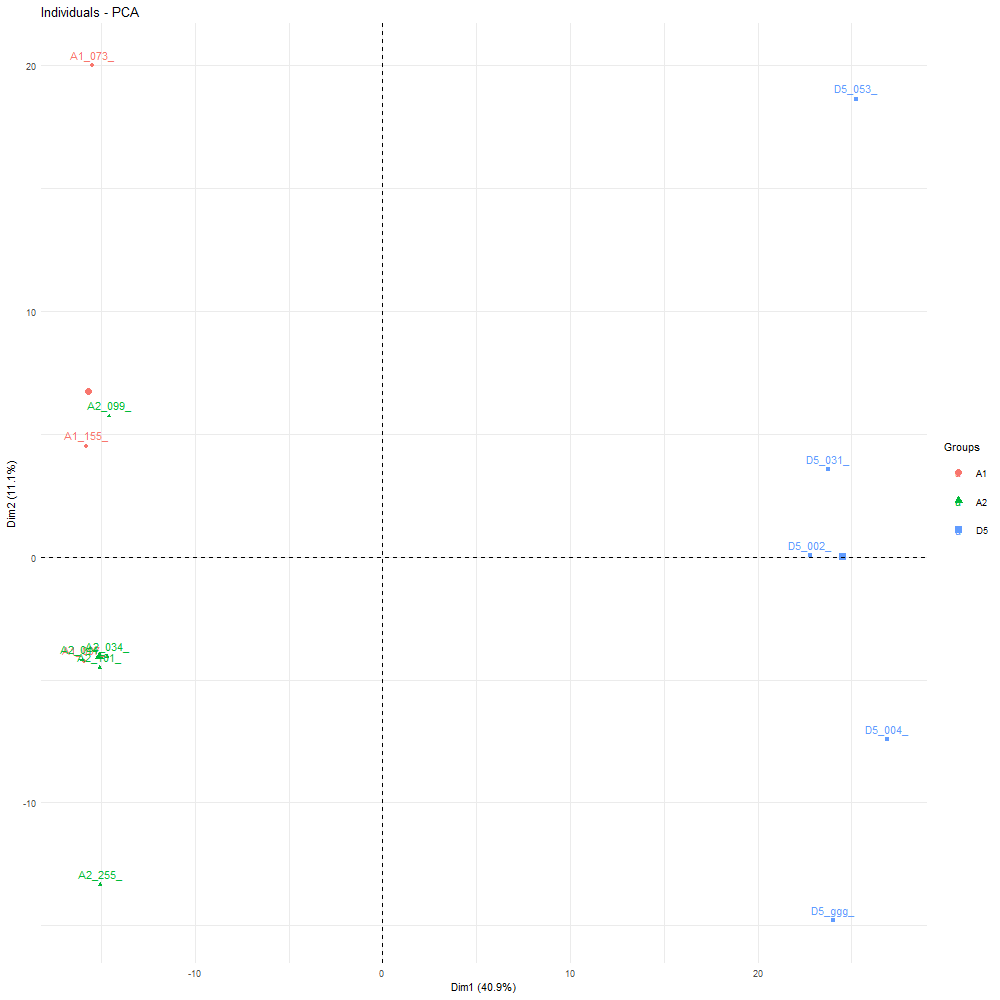 Individuals - PCA
A1_073_
D5_053_
A2_099_
A1_155_
D5_031_
D5_002_
A2_034_
A2_255_
D5_004_
D5_ggg_
20
10
0
-10
-10
0
10
20
Dim1 (40.9%)
Dim2 (11.1%)
Groups
A1
A2
D5